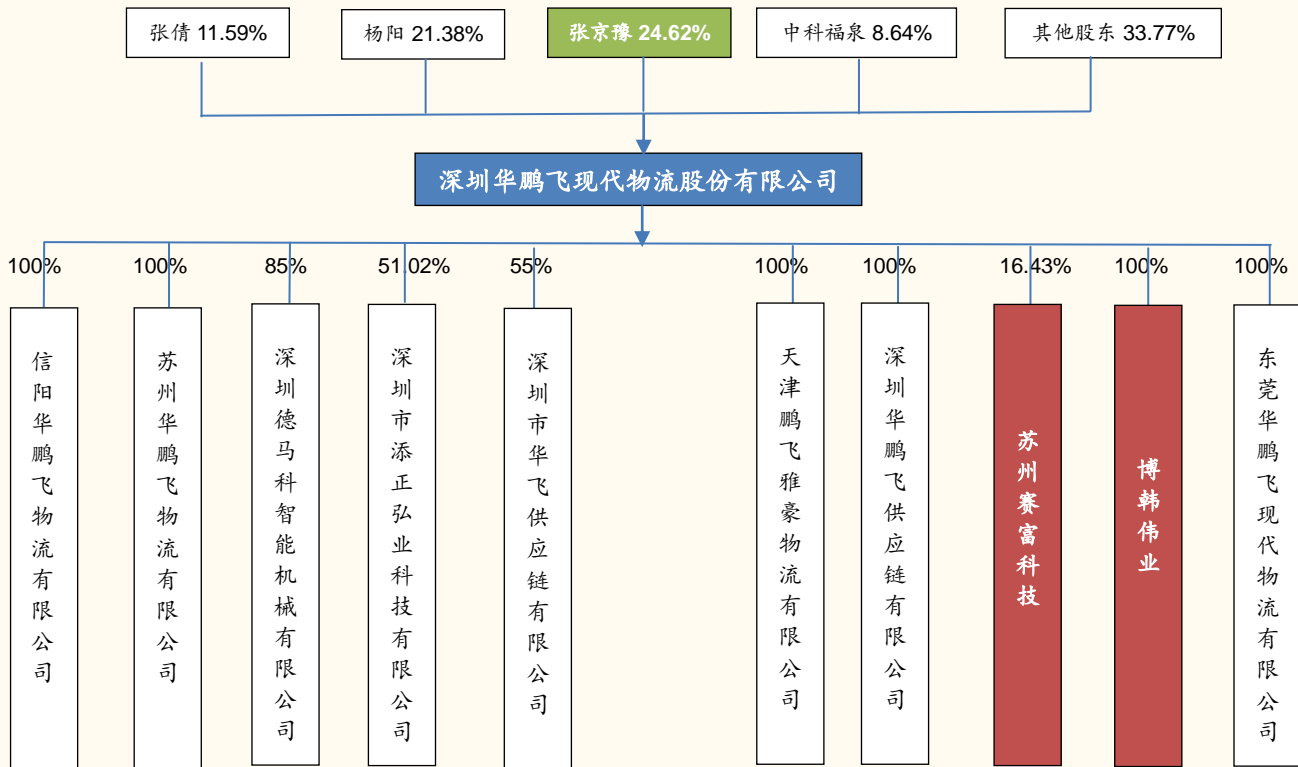 张倩 11.59%
杨阳 21.38%
张京豫 24.62%
中科福泉 8.64%
其他股东 33.77%
深圳华鹏飞现代物流股份有限公司
100%
100%
85%
51.02%
55%
100%
100%
16.43%
100%
100%
信阳华鹏飞物流有限公司
苏州华鹏飞物流有限公司
深圳德马科智能机械有限公司
深圳市添正弘业科技有限公司
深圳市华飞供应链有限公司
天津鹏飞雅豪物流有限公司
深圳华鹏飞供应链有限公司
苏州赛富科技
博韩伟业
东莞华鹏飞现代物流有限公司